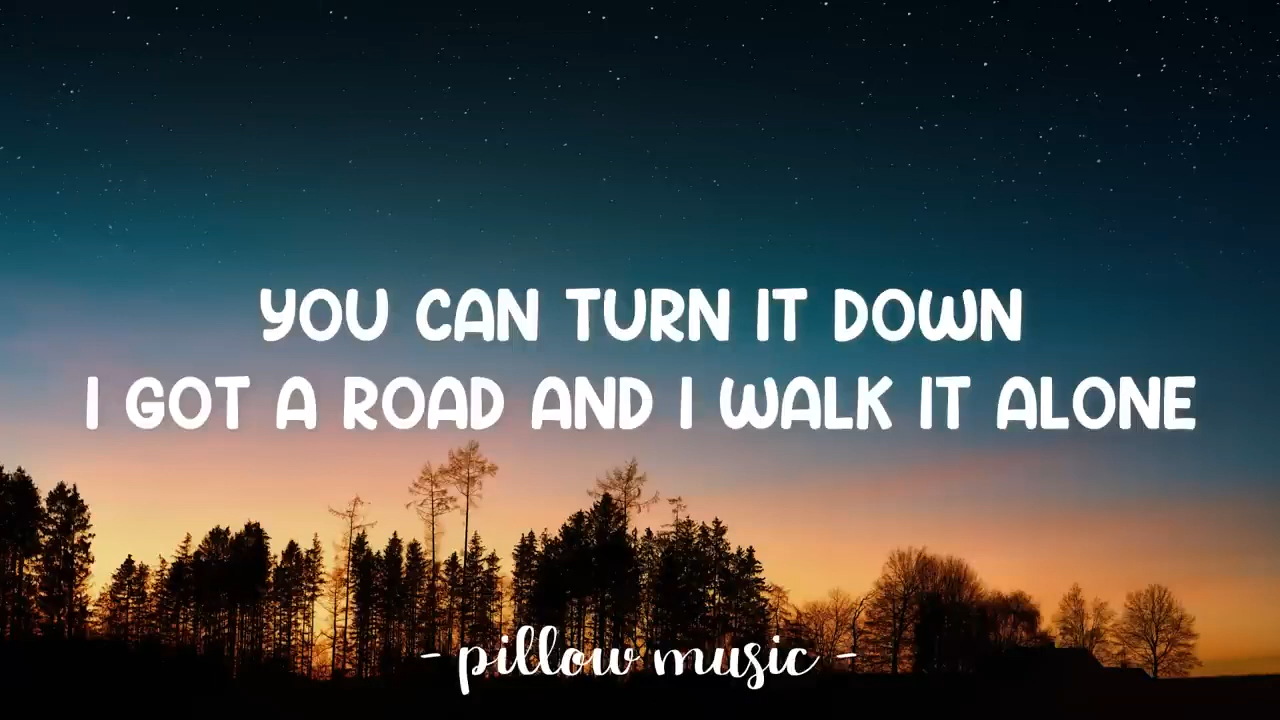 YOU CAN TURN IT DOWN
I GOT A ROAD AND I WALK IT ALONE
- pillow music -